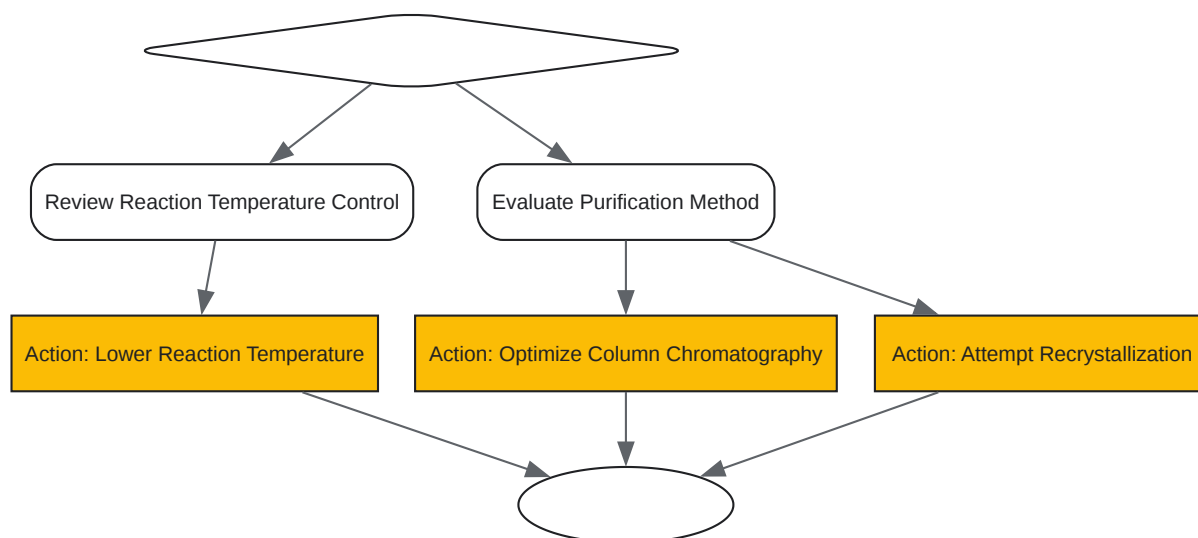 Review Reaction Temperature Control
Evaluate Purification Method
Action: Lower Reaction Temperature
Action: Optimize Column Chromatography
Action: Attempt Recrystallization